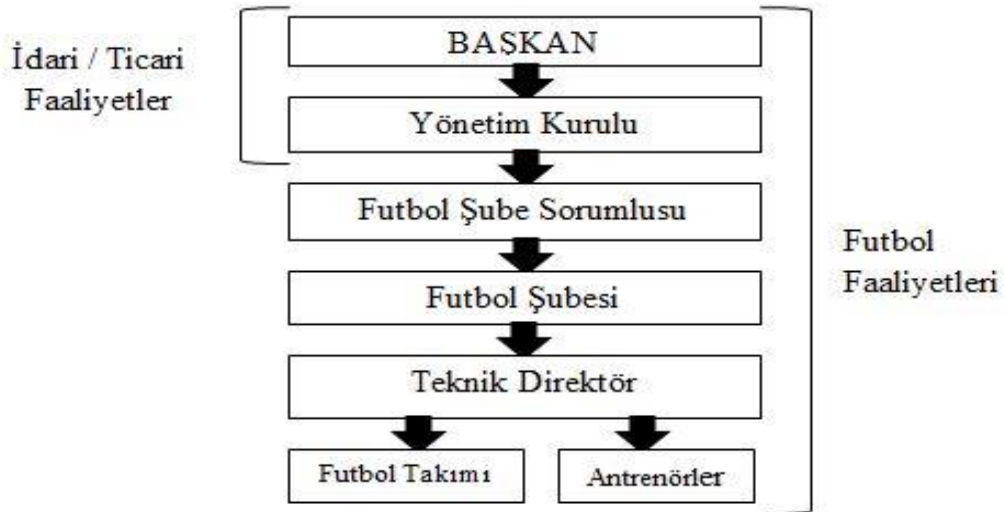 İdari / Ticari
Faaliyetler
BAŞKAN
Yönetim Kurulu
Futbol Şube Sorumlusu
Futbol Şubesi
Teknik Direktör
Futbol Takımı
Antrenörler
Futbol
Faaliyetleri